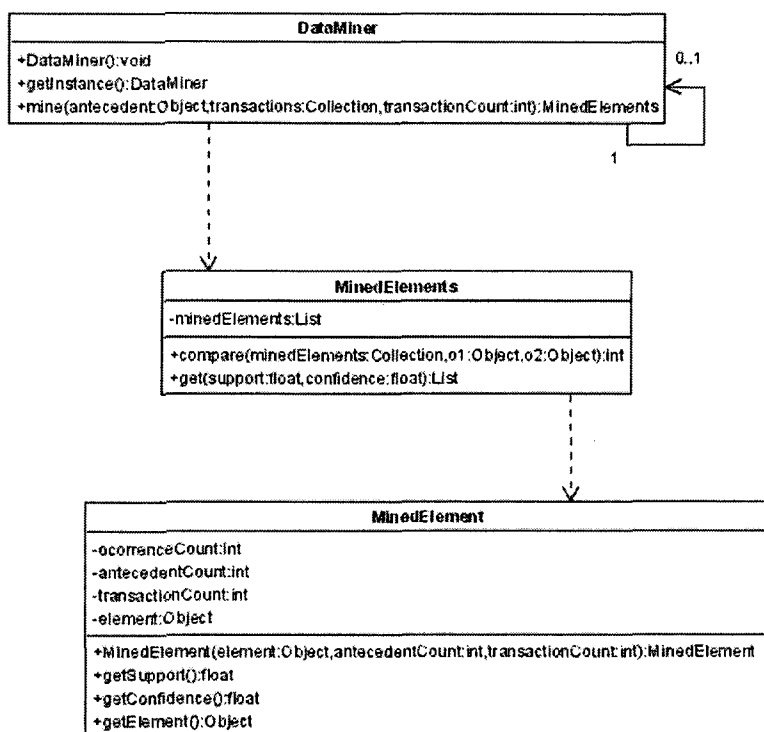 DataMiner
+DataMiner():void
+getInstance():DataMiner
+mine(antecedent:Object,transactions:Collection,transactionCount:int):MinedElements
0..1
1
MinedElements
-minedElements:List
+compare(minedElements:Collection,o1:Object,o2:Object):int
+get(support:float,confidence:float):List
MinedElement
-ocorrenceCount:int
-antecedentCount:int
-transactionCount:int
-element:Object
+MinedElement(element:Object,antecedentCount:int,transactionCount:int):MinedElement
+getSupport():float
+getConfidence():float
+getElement():Object